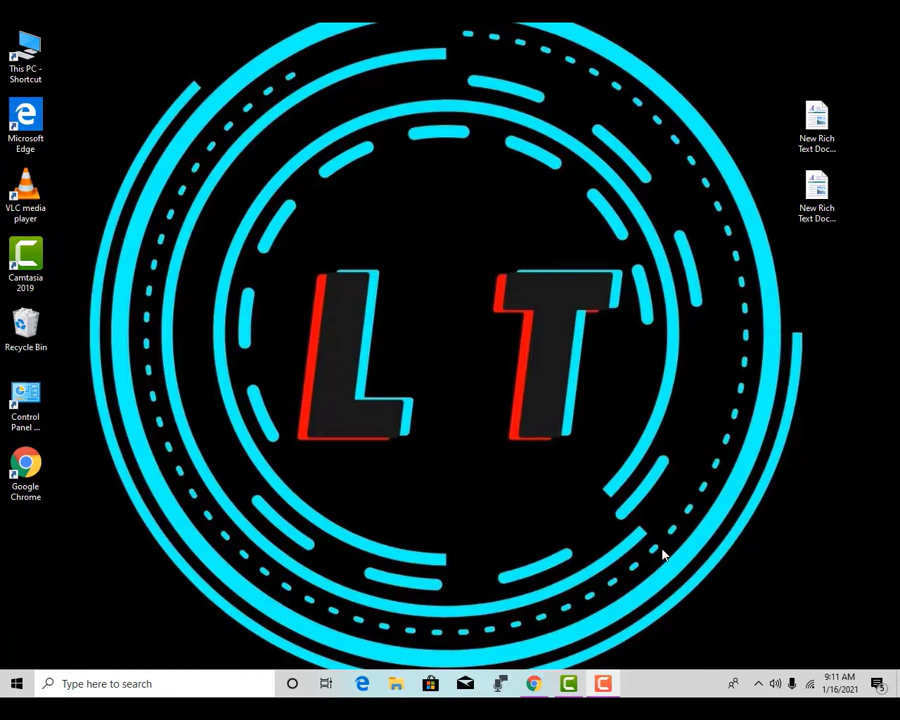 This PC -
Shortcut
Microsoft
Edge
VLC media
player
Camtasia
2019
Recycle Bin
Control
Panel ...
Google
Chrome
L T
New Rich
Text Doc...
New Rich
Text Doc...
Type here to search
9:11 AM
1/16/2021
5